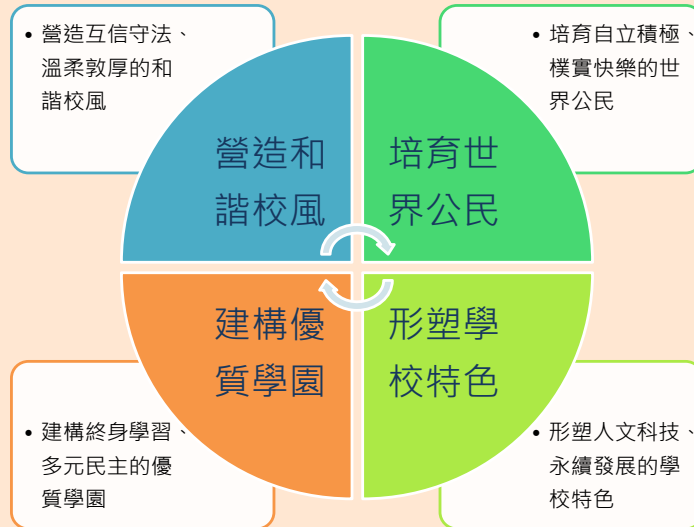 • 營造互信守法、
溫柔敦厚的和
諧校風
• 培育自立積極、
樸實快樂的世
界公民
營造和
諧校風
培育世
界公民
建構優
質學園
形塑學
校特色
• 建構終身學習、
多元民主的優
質學園
• 形塑人文科技、
永續發展的學
校特色